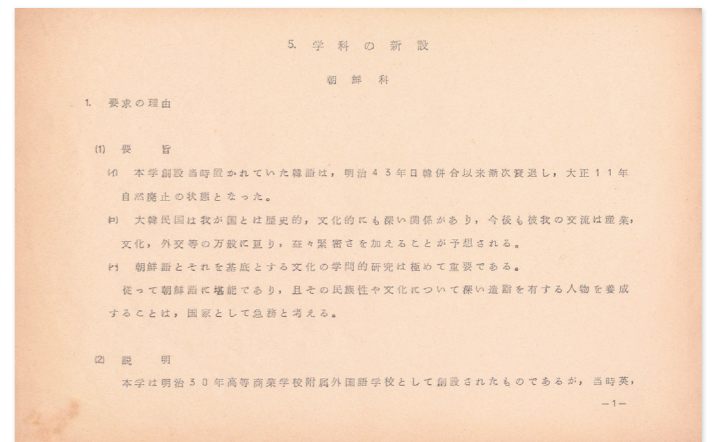 5. 学科の新設
朝鮮科
1. 要求の理由
(1) 要 旨
(イ) 本学創設当時置かれていた韓語は，明治43年日韓併合以来漸次衰退し，大正11年
自然廃止の状態となった。
(ロ) 大韓民国は我が国とは歴史的，文化的にも深い関係があり，今後も彼我の交流は産業，
文化，外交等の万般に亘り，益々緊密さを加えることが予想される。
(ハ) 朝鮮語とそれを基底とする文化の学問的研究は極めて重要である。
従って朝鮮語に堪能であり，且その民族性や文化について深い造詣を有する人物を養成
することは，国家として急務と考える。
(2) 説 明
本学は明治30年高等商業学校附属外国語学校として創設されたものであるが，当時英，
－1－